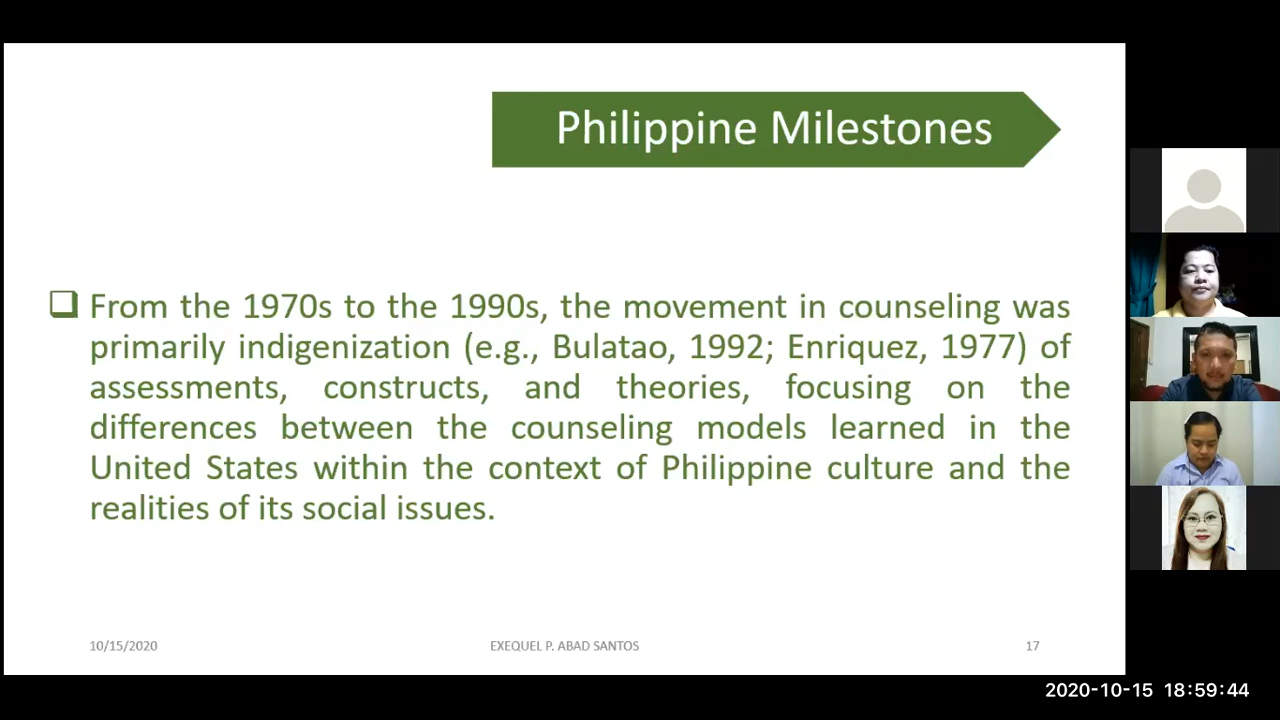 Philippine Milestones
❑ From the 1970s to the 1990s, the movement in counseling was
primarily indigenization (e.g., Bulatao, 1992; Enriquez, 1977) of
assessments, constructs, and theories, focusing on the
differences between the counseling models learned in the
United States within the context of Philippine culture and the
realities of its social issues.
10/15/2020
EXEQUEL P. ABAD SANTOS
17
2020-10-15 18:59:44